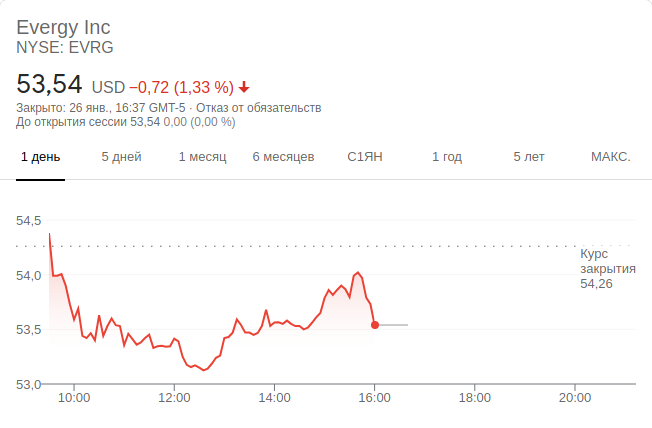 Evergy Inc
NYSE: EVRG
53,54 USD −0,72 (1,33 %)
Закрыто: 26 янв., 16:37 GMT-5 · Отказ от обязательств
До открытия сессии 53,54 0,00 (0,00 %)
1 день 5 дней 1 месяц 6 месяцев С1ЯН 1 год 5 лет МАКС.
54,5
54,0
53,5
53,0
Курс
закрытия
54,26
10:00 12:00 14:00 16:00 18:00 20:00